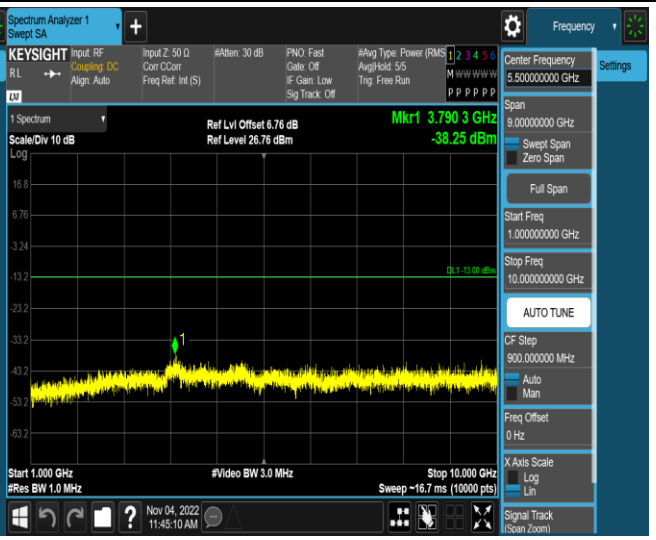 Spectrum Analyzer 1
Swept SA
+
Frequency
KEYSIGHT
R L
LXI
Input: RF
Coupling: DC
Align: Auto
Input Z: 50 Ω
Corr CCorr
Freq Ref: Int (S)
#Atten: 30 dB
PNO: Fast
Gate: Off
IF Gain: Low
Sig Track: Off
#Avg Type: Power (RMS
Avg|Hold: 5/5
Trig: Free Run
1 2 3 4 5 6
M W W W W W
P P P P P P
1 Spectrum
Scale/Div 10 dB
Ref Lvl Offset 6.76 dB
Ref Level 26.76 dBm
Mkr1 3.790 3 GHz
-38.25 dBm
Log
16.8
6.76
-3.24
-13.2
-23.2
-33.2
-43.2
-53.2
-63.2
DL1 -13.00 dBm
1
Start 1.000 GHz
#Res BW 1.0 MHz
#Video BW 3.0 MHz
Stop 10.000 GHz
Sweep ~16.7 ms (10000 pts)
?
Nov 04, 2022
11:45:10 AM
Center Frequency
5.500000000 GHz
Span
9.00000000 GHz
Swept Span
Zero Span
Full Span
Start Freq
1.000000000 GHz
Stop Freq
10.000000000 GHz
AUTO TUNE
CF Step
900.000000 MHz
Auto
Man
Freq Offset
0 Hz
X Axis Scale
Log
Lin
Signal Track
(Span Zoom)
Settings